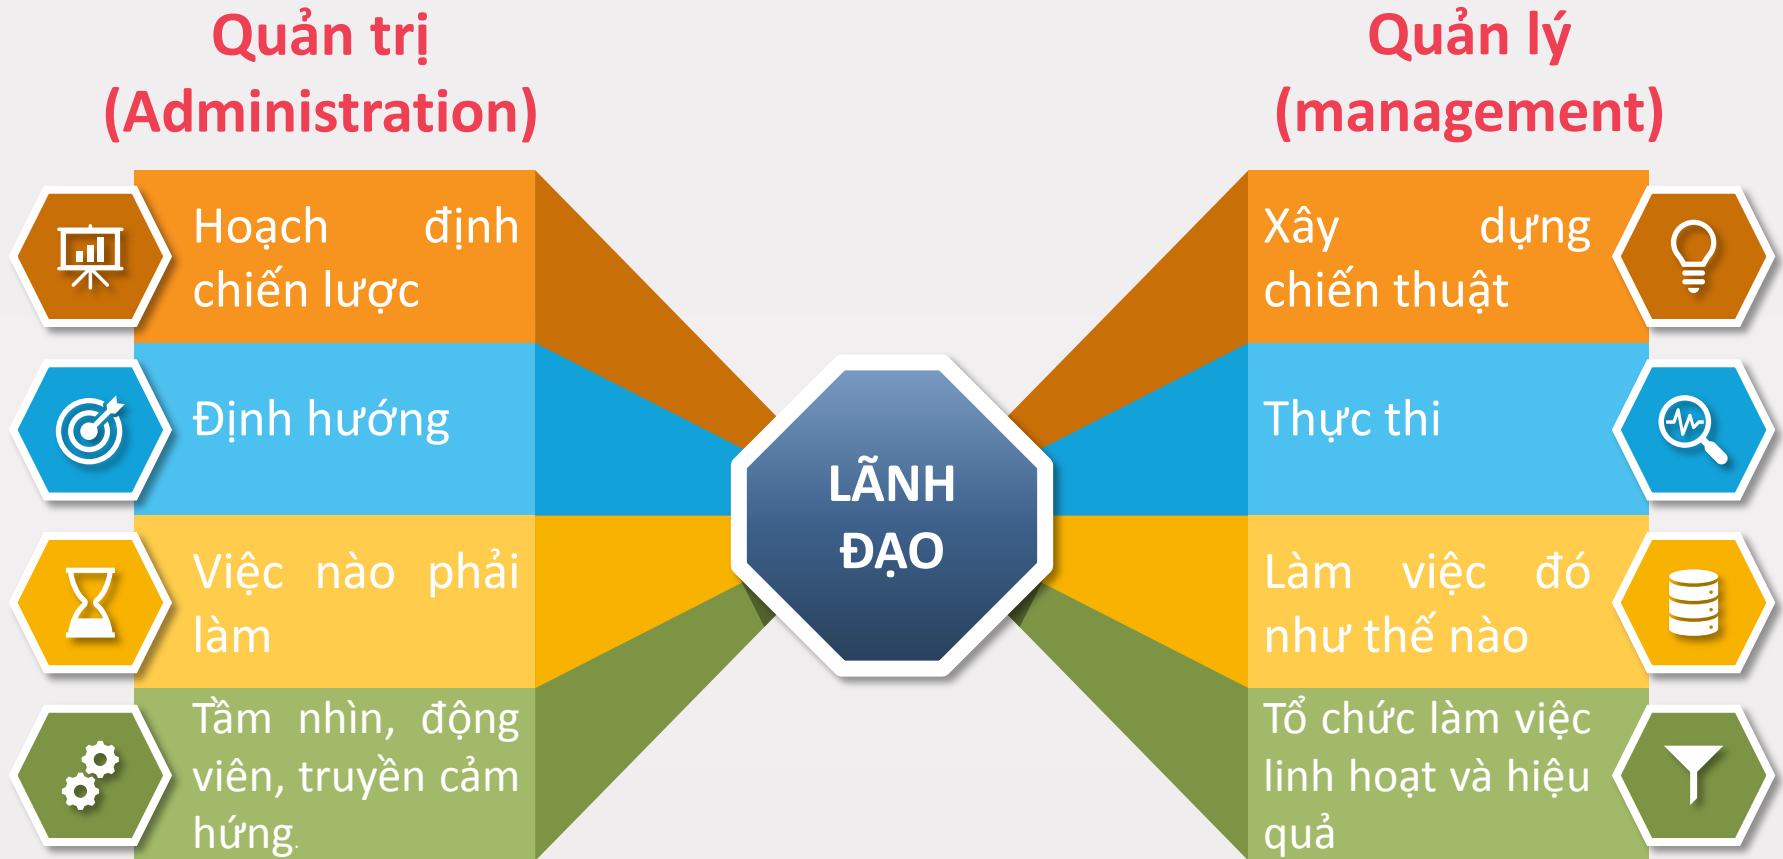 Quản trị
(Administration)
Hoạch định
chiến lược
Định hướng
Việc nào phải
làm
Tầm nhìn, động
viên, truyền cảm
hứng.
LÃNH
ĐẠO
Quản lý
(management)
Xây dựng
chiến thuật
Thực thi
Làm việc đó
như thế nào
Tổ chức làm việc
linh hoạt và hiệu
quả